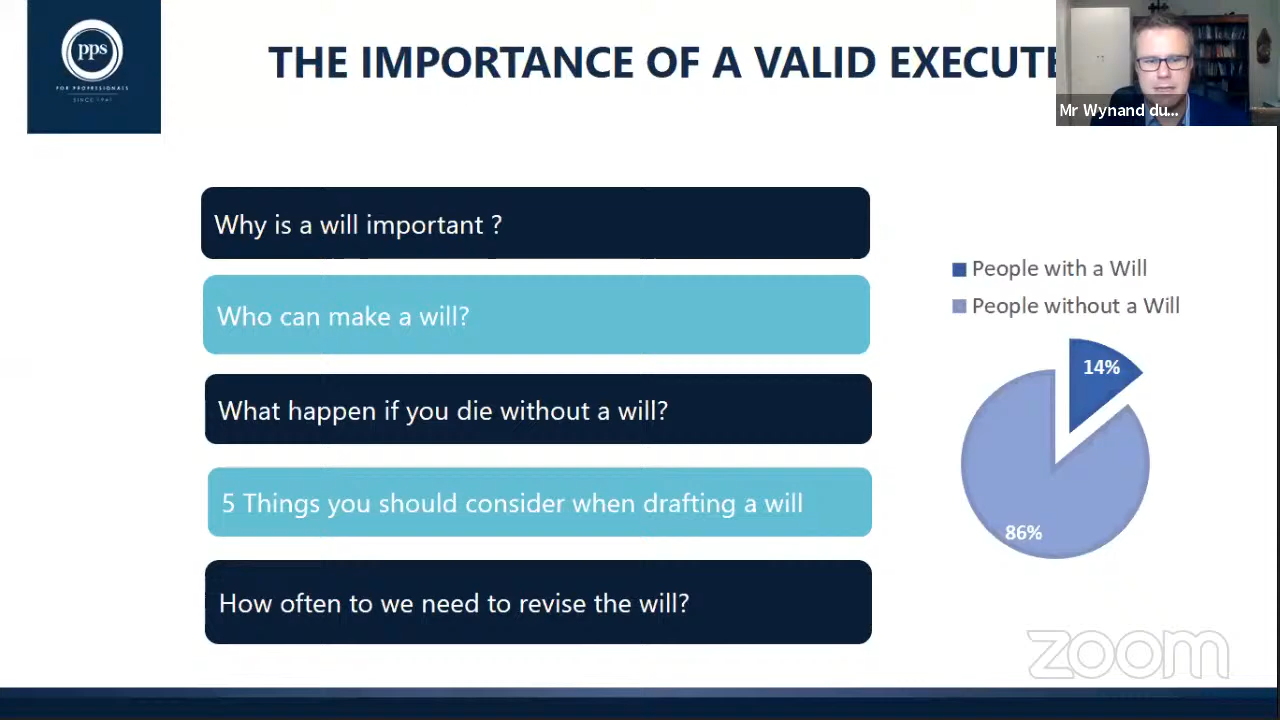 pps
FOR PROFESSIONALS
THE IMPORTANCE OF A VALID EXECUTE
Mr Wynand du...
Why is a will important ?
Who can make a will?
What happen if you die without a will?
5 Things you should consider when drafting a will
How often to we need to revise the will?
People with a Will
People without a Will
14%
86%
zoom